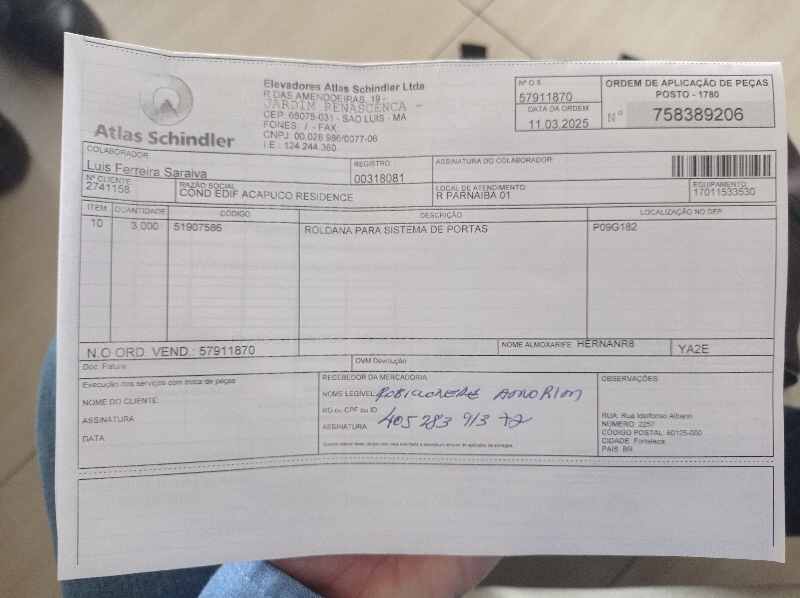 Atlas Schindler
Elevadores Atlas Schindler Ltda
R DAS AMENDOEIRAS, 19 -
JARDIM RENASCENCA -
CEP: 65075-031 - SAO LUIS - MA
FONES: / - FAX:
CNPJ: 00.028.986/0077-06
I.E.: 124.244.360
Nº O.S.
57911870
DATA DA ORDEM
11.03.2025
ORDEM DE APLICAÇÃO DE PEÇAS
POSTO - 1780
Nº 758389206
COLABORADOR
Luis Ferreira Saraiva
REGISTRO
00318081
ASSINATURA DO COLABORADOR
Nº CLIENTE
2741158
RAZÃO SOCIAL
COND EDIF ACAPUCO RESIDENCE
LOCAL DE ATENDIMENTO:
R PARNAIBA 01
EQUIPAMENTO:
17011533530
ITEM QUANTIDADE CÓDIGO DESCRIÇÃO LOCALIZAÇÃO NO DEP
10 3.000 51907586 ROLDANA PARA SISTEMA DE PORTAS P09G182
N.O ORD. VEND.: 57911870
NOME ALMOXARIFE: HERNANR8
YA2E
Doc. Fatura
OVM Devolução
Execução dos serviços com troca de peças
NOME DO CLIENTE:
ASSINATURA
DATA:
RECEBEDOR DA MERCADORIA:
NOME LEGÍVEL AMORIM
RG ou CPF ou ID
ASSINATURA: 405 283 913 72
OBSERVAÇÕES:
RUA: Rua Idelfonso Albano
NÚMERO: 2257
CÓDIGO POSTAL: 60125-000
CIDADE: Fortaleza
PAÍS: BR